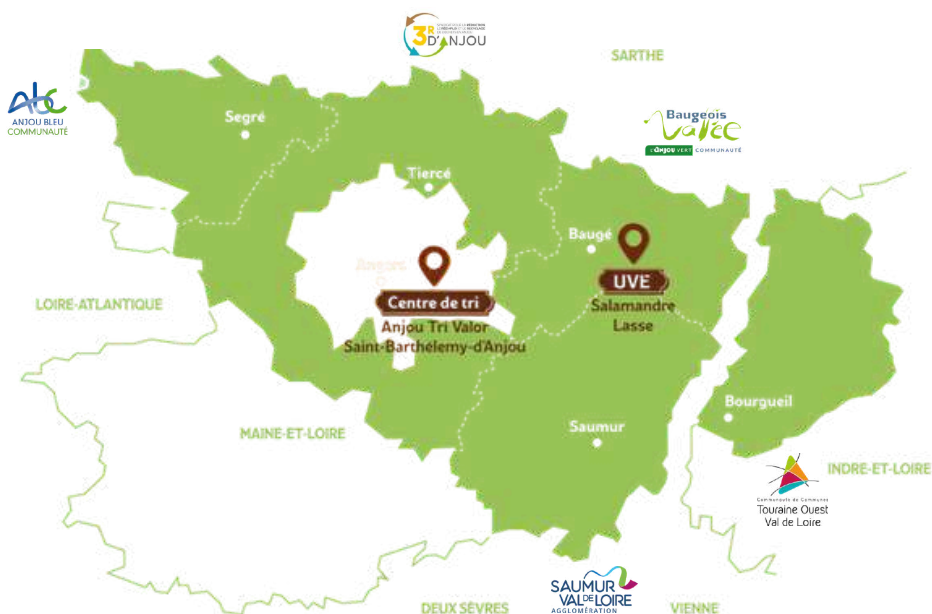 3R
D'ANJOU
SARTHE
abc
ANJOU BLEU
COMMUNAUTÉ
Segré
Baugeois
Vallée
L'ANJOU VERT COMMUNAUTÉ
Tiercé
Baugé
Angers
UVE
Salamandre
Lasse
Centre de tri
Anjou Tri Valor
Saint-Barthélemy-d'Anjou
LOIRE-ATLANTIQUE
Bourgueil
Saumur
MAINE-ET-LOIRE
INDRE-ET-LOIRE
Communauté de Communes
Touraine Ouest
Val de Loire
SAUMUR
VAL DE LOIRE
AGGLOMÉRATION
DEUX SÈVRES
VIENNE